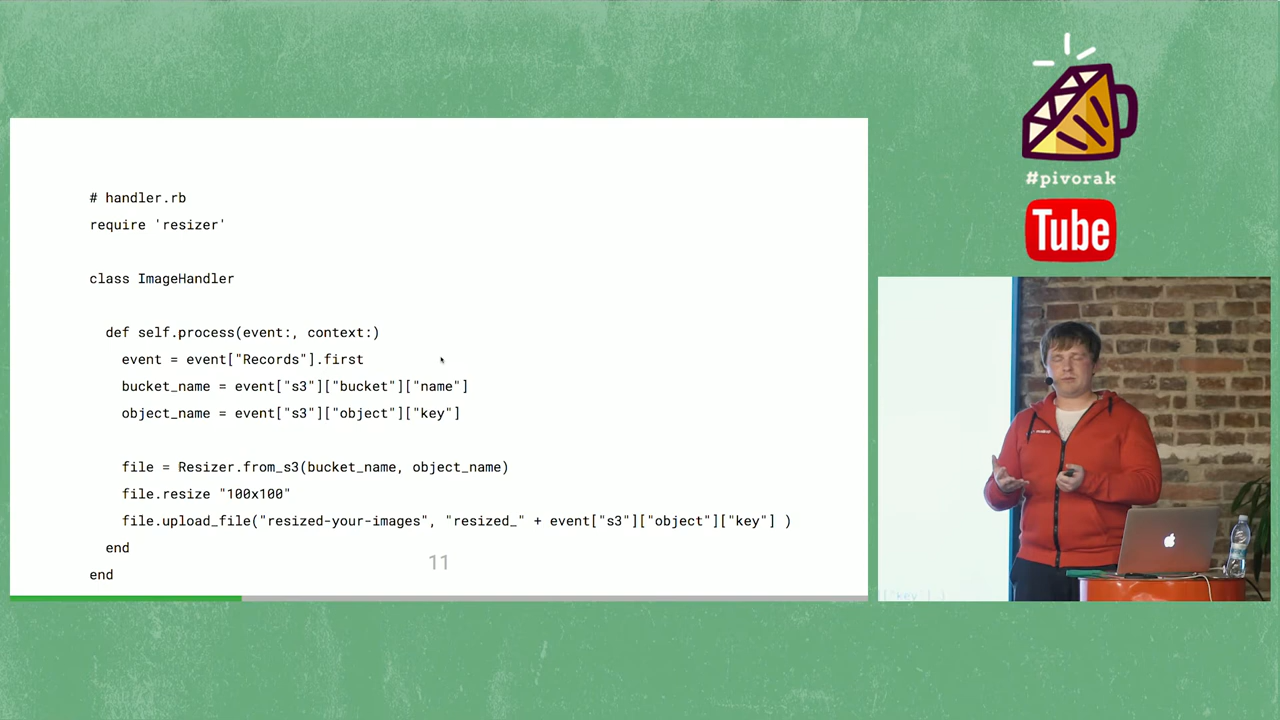 # handler.rb
require 'resizer'
class ImageHandler
def self.process(event:, context:)
event = event["Records"].first
bucket_name = event["s3"]["bucket"]["name"]
object_name = event["s3"]["object"]["key"]
file = Resizer.from_s3(bucket_name, object_name)
file.resize "100x100"
file.upload_file("resized-your-images", "resized_" + event["s3"]["object"]["key"] )
end
end
11
#pivorak
Tube
["key"] )